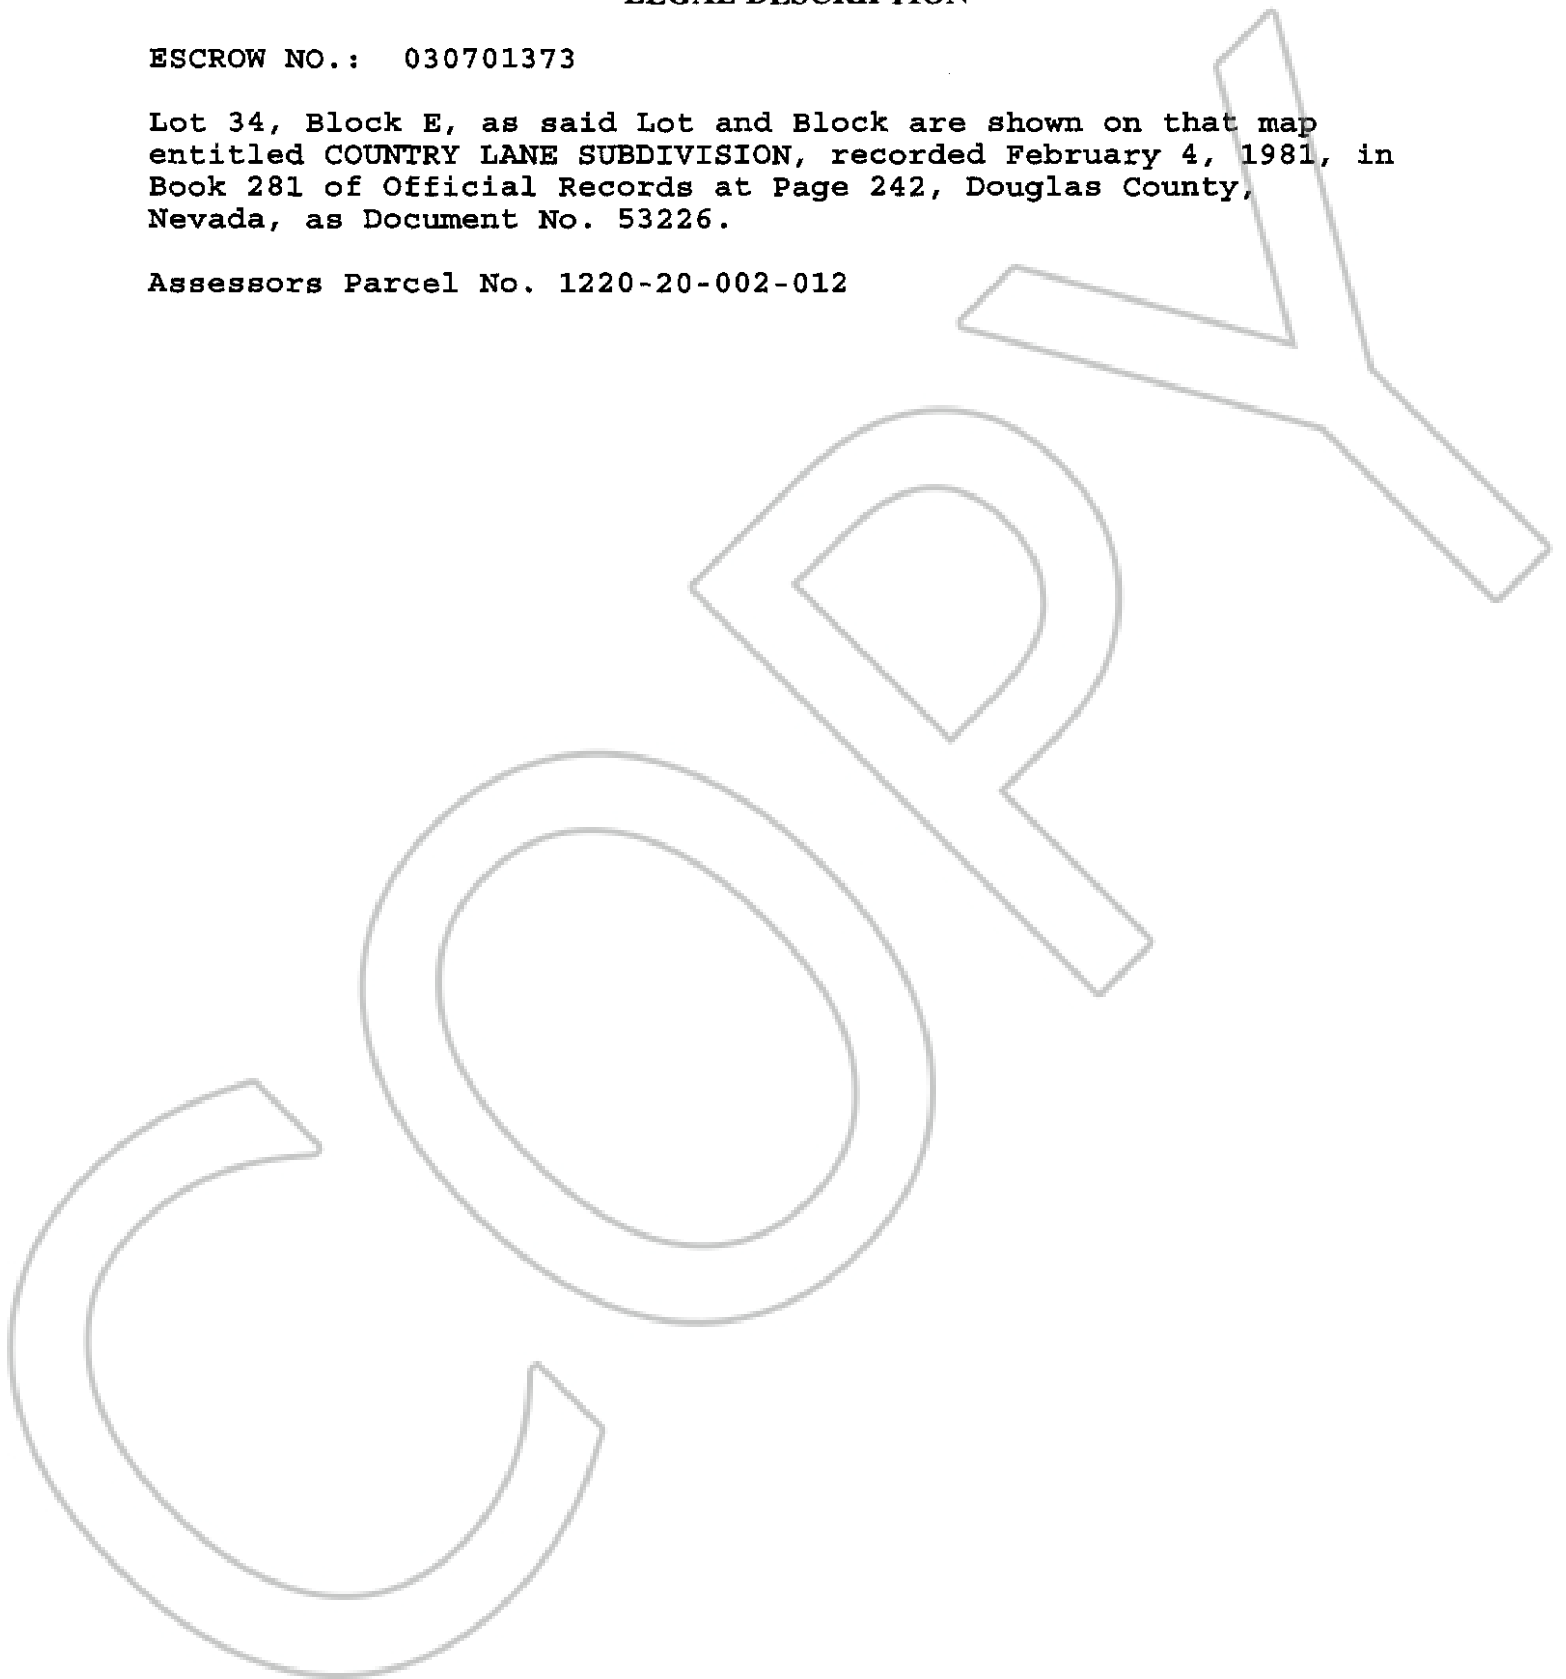 LEGAL DESCRIPTION
ESCROW NO.: 030701373
Lot 34, Block E, as said Lot and Block are shown on that map
entitled COUNTRY LANE SUBDIVISION, recorded February 4, 1981, in
Book 281 of Official Records at Page 242, Douglas County,
Nevada, as Document No. 53226.
Assessors Parcel No. 1220-20-002-012
COPY